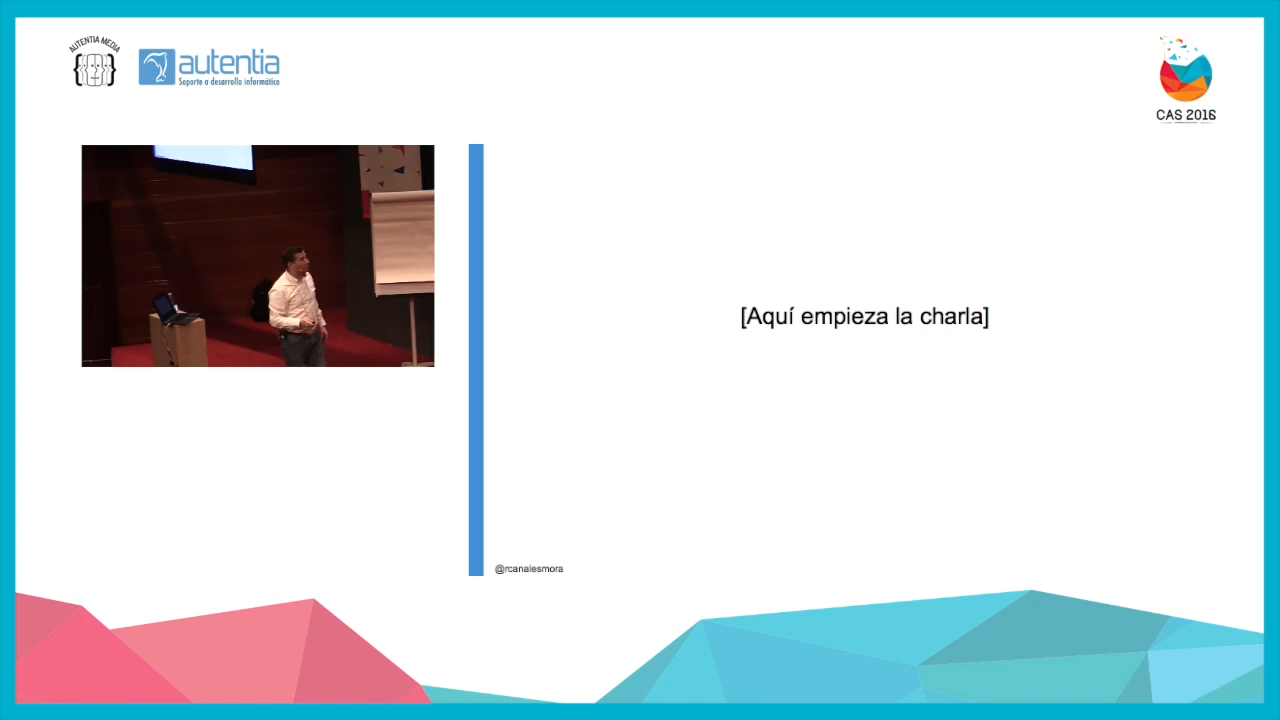 AUTENTIA MEDIA
autentia
Soporte a desarrollo informático
CAS 2016
[Aquí empieza la charla]
@rcanalesmora